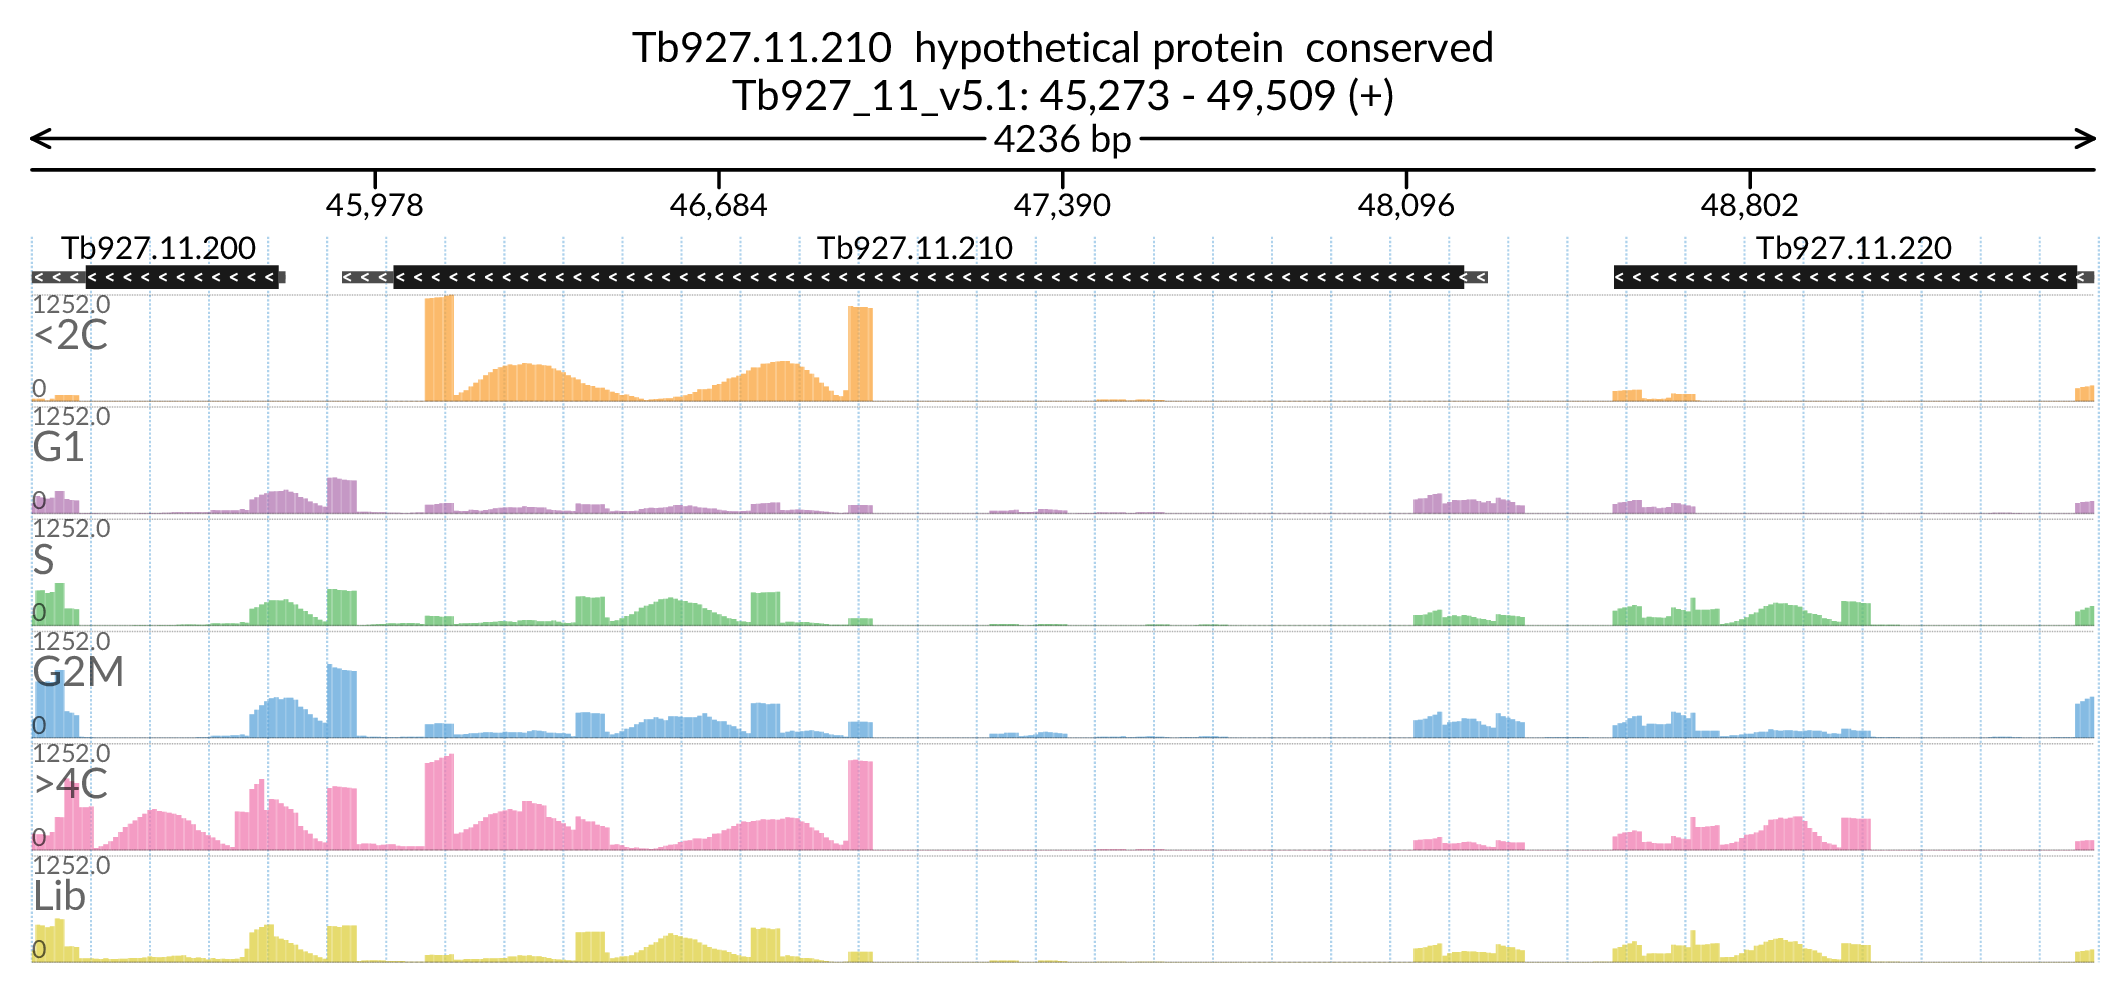 Tb927.11.210  hypothetical protein  conserved
Tb927_11_v5.1: 45,273 - 49,509 (+)
4236 bp
45,978 46,684 47,390 48,096 48,802
Tb927.11.200 Tb927.11.210 Tb927.11.220
1252.0
<2C
0
1252.0
G1
0
1252.0
S
0
1252.0
G2M
0
1252.0
>4C
0
1252.0
Lib
0